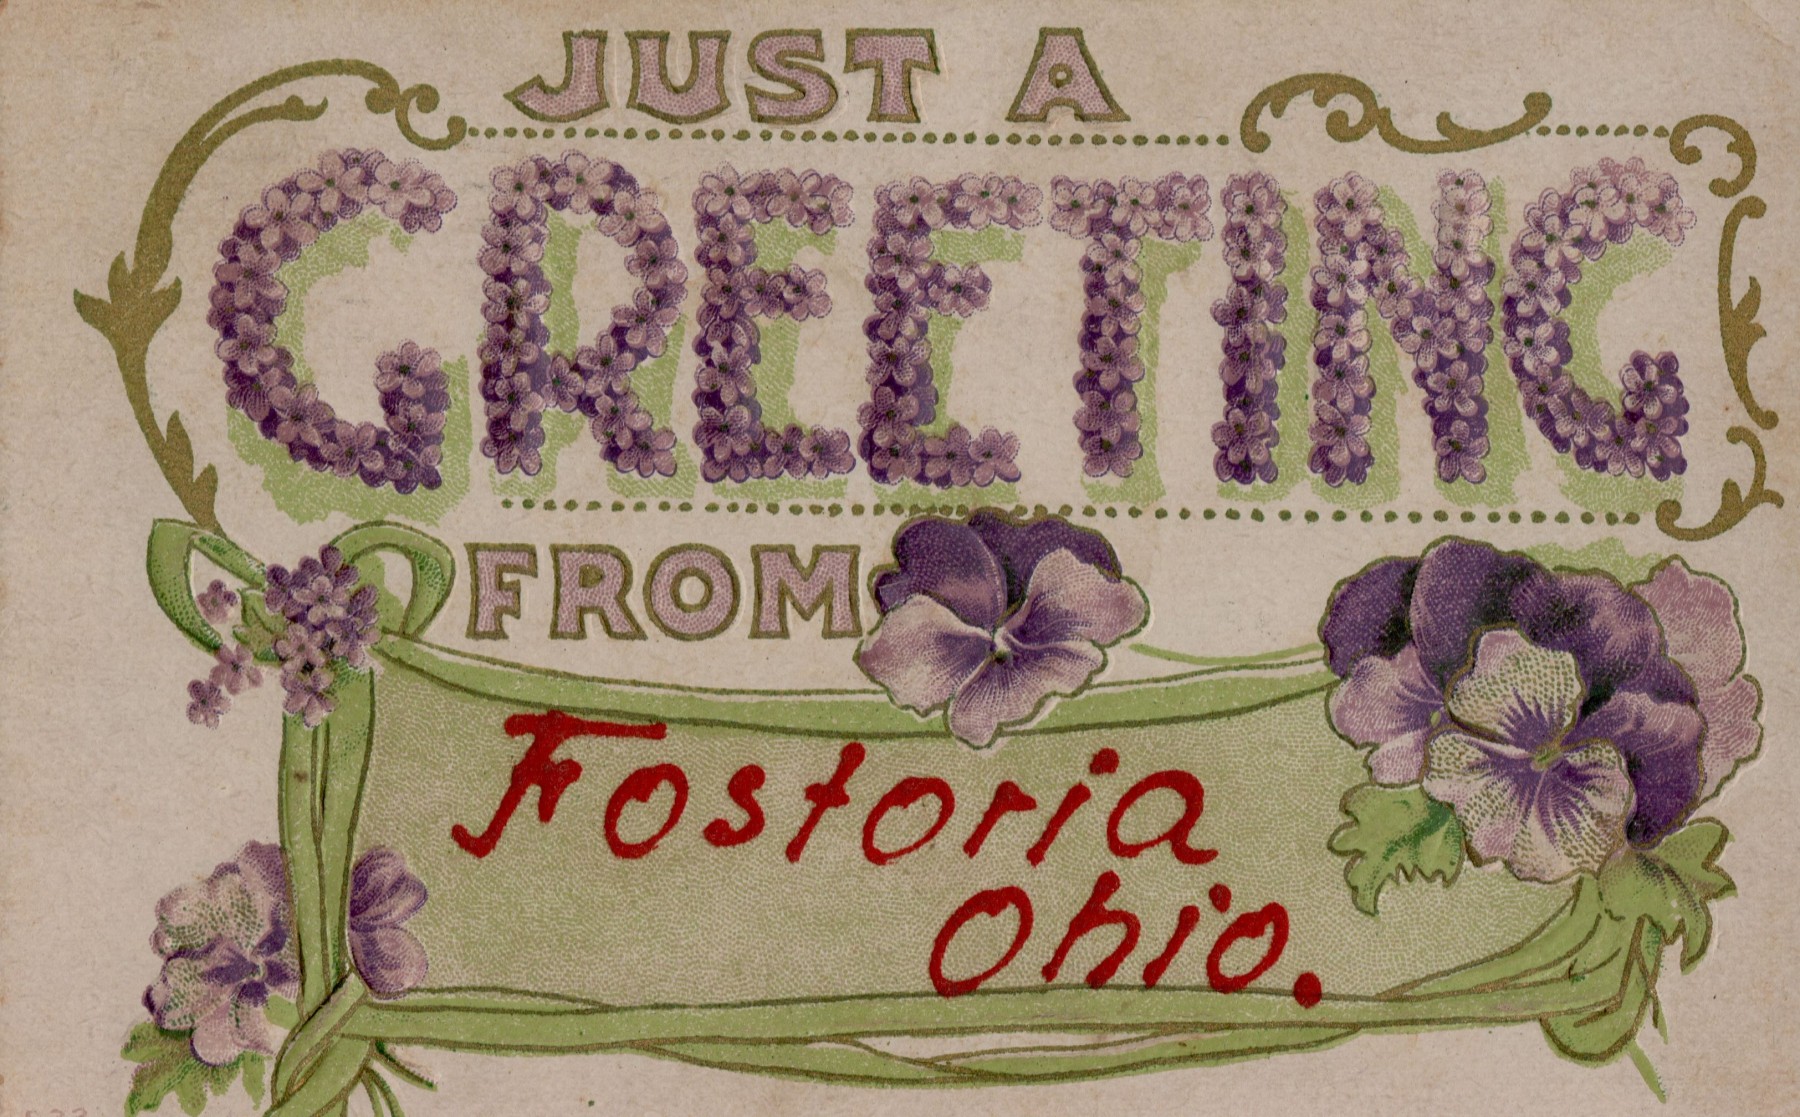 JUST A
GREETING
FROM
Fostoria
Ohio.